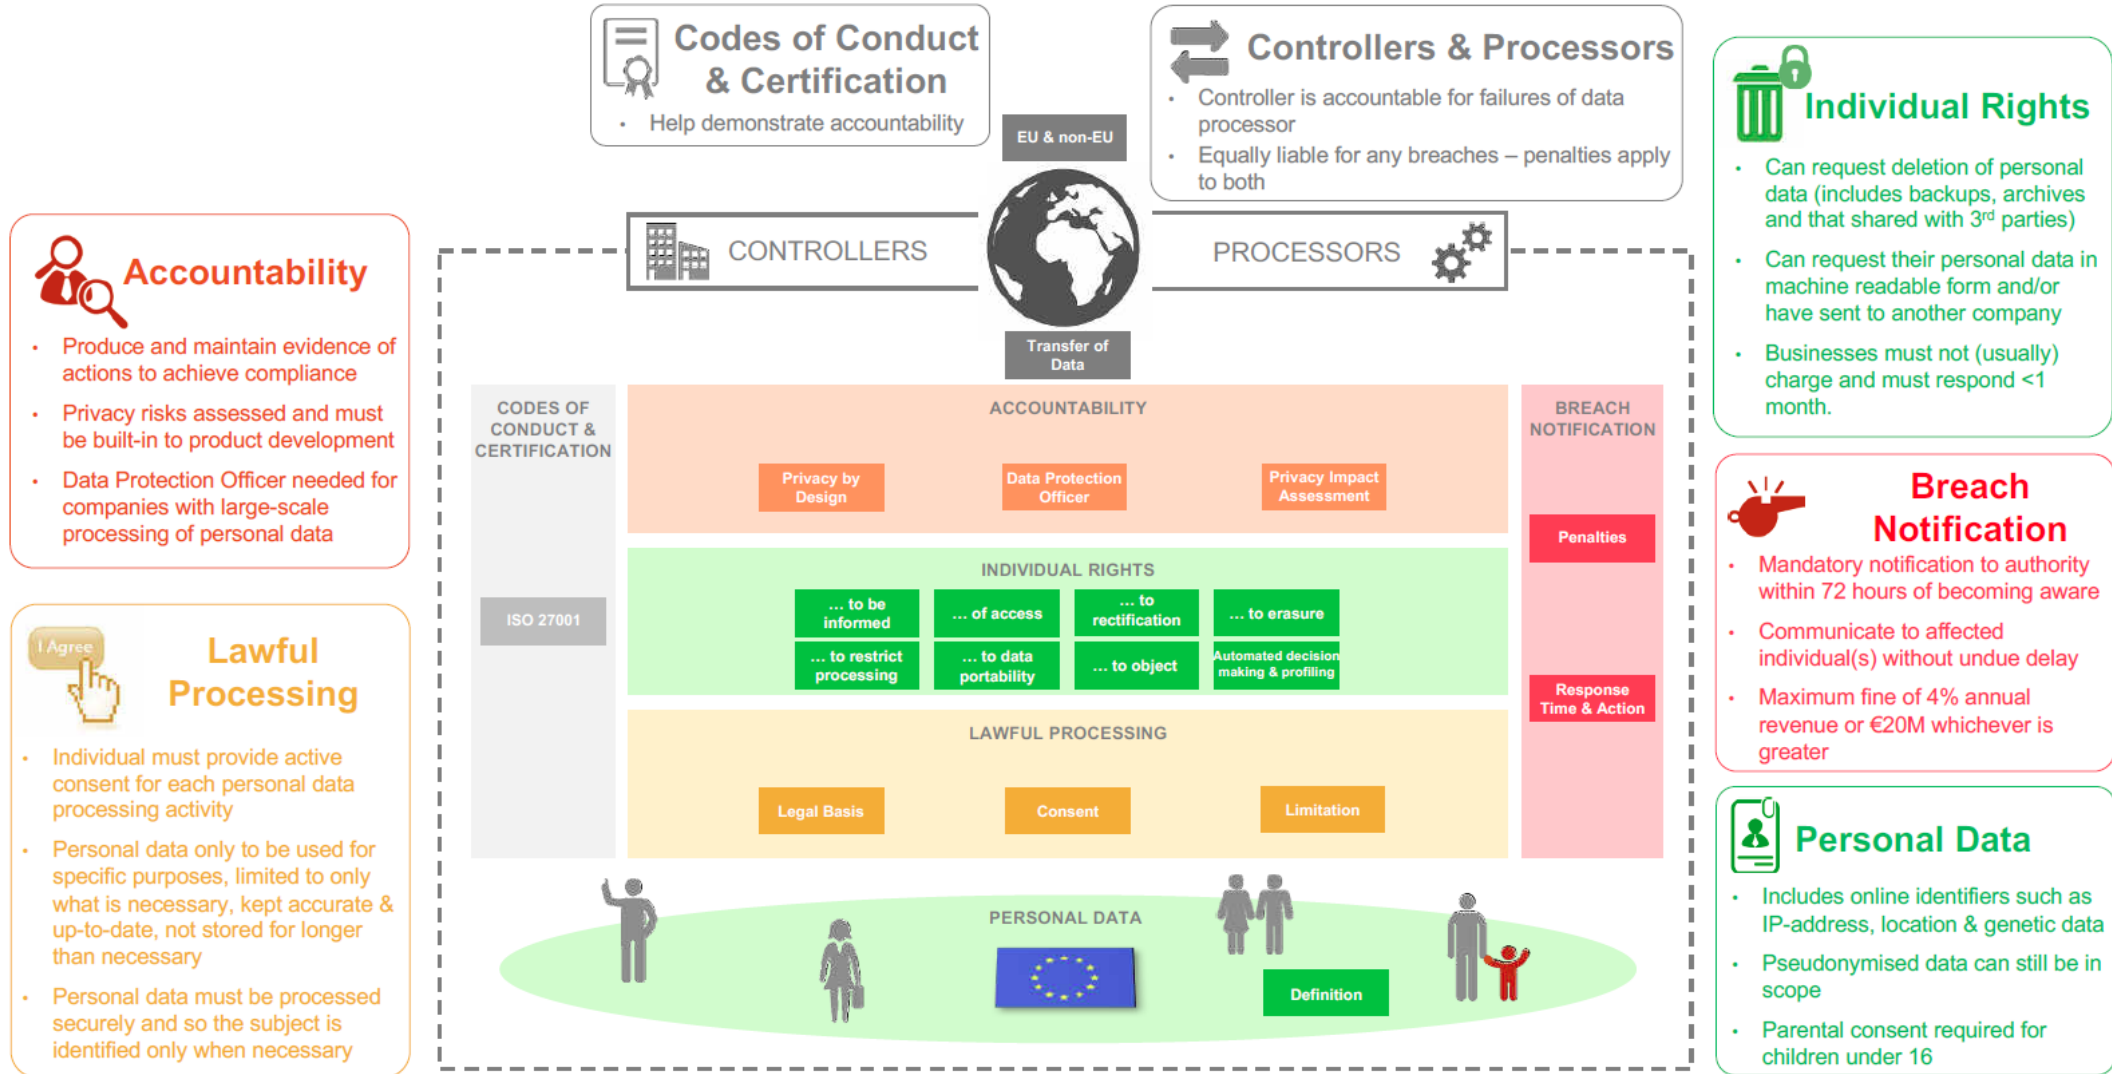 Codes of Conduct
& Certification
• Help demonstrate accountability
Controllers & Processors
• Controller is accountable for failures of data
processor
• Equally liable for any breaches – penalties apply
to both
EU & non-EU
CONTROLLERS
PROCESSORS
Transfer of
Data
Accountability
• Produce and maintain evidence of
actions to achieve compliance
• Privacy risks assessed and must
be built-in to product development
• Data Protection Officer needed for
companies with large-scale
processing of personal data
I Agree
Lawful
Processing
• Individual must provide active
consent for each personal data
processing activity
• Personal data only to be used for
specific purposes, limited to only
what is necessary, kept accurate &
up-to-date, not stored for longer
than necessary
• Personal data must be processed
securely and so the subject is
identified only when necessary
CODES OF
CONDUCT &
CERTIFICATION
ISO 27001
ACCOUNTABILITY
Privacy by
Design
Data Protection
Officer
Privacy Impact
Assessment
INDIVIDUAL RIGHTS
... to be
informed
... of access
... to
rectification
... to erasure
... to restrict
processing
... to data
portability
... to object
Automated decision
making & profiling
LAWFUL PROCESSING
Legal Basis
Consent
Limitation
BREACH
NOTIFICATION
Penalties
Response
Time & Action
PERSONAL DATA
Definition
Individual Rights
• Can request deletion of personal
data (includes backups, archives
and that shared with 3rd parties)
• Can request their personal data in
machine readable form and/or
have sent to another company
• Businesses must not (usually)
charge and must respond <1
month.
Breach
Notification
• Mandatory notification to authority
within 72 hours of becoming aware
• Communicate to affected
individual(s) without undue delay
• Maximum fine of 4% annual
revenue or €20M whichever is
greater
Personal Data
• Includes online identifiers such as
IP-address, location & genetic data
• Pseudonymised data can still be in
scope
• Parental consent required for
children under 16